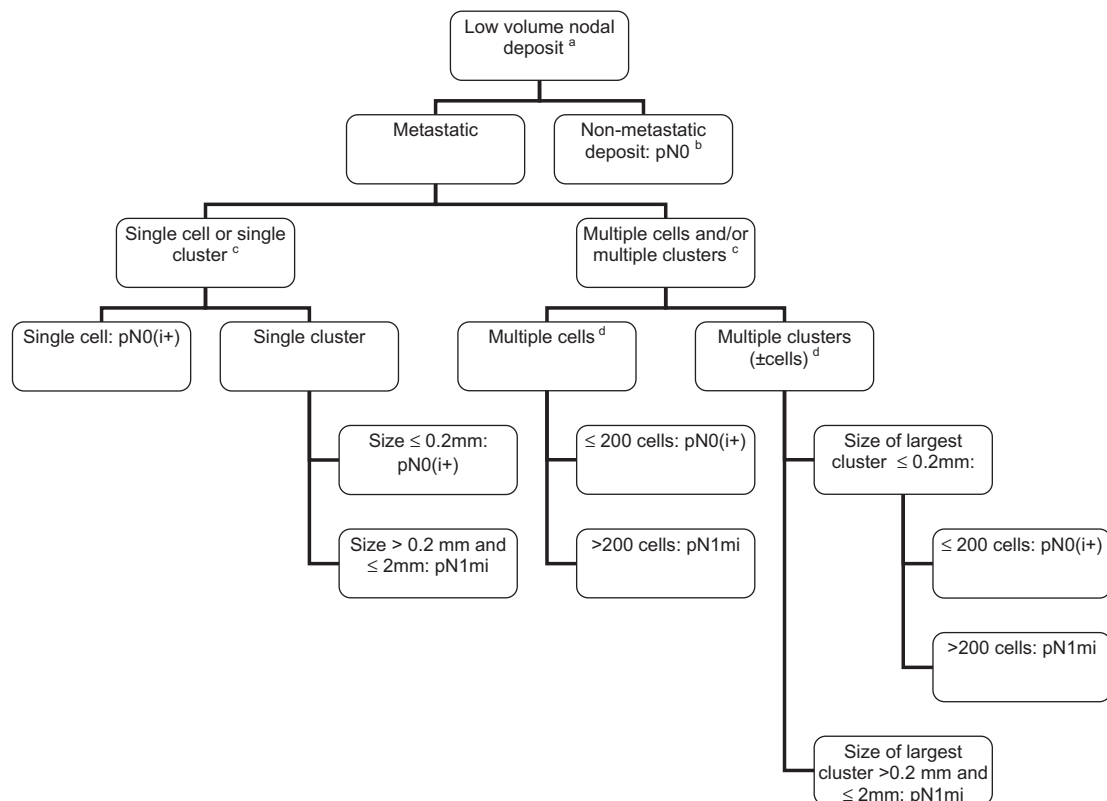 Low volume nodal
deposit a
Metastatic
Non-metastatic
deposit: pN0 b
Single cell or single
cluster c
Multiple cells and/or
multiple clusters c
Single cell: pN0(i+)
Single cluster
Multiple cells d
Multiple clusters
(±cells) d
Size ≤ 0.2mm:
pN0(i+)
≤ 200 cells: pN0(i+)
Size of largest
cluster ≤ 0.2mm:
Size > 0.2 mm and
≤ 2mm: pN1mi
>200 cells: pN1mi
≤ 200 cells: pN0(i+)
>200 cells: pN1mi
Size of largest
cluster >0.2 mm and
≤ 2mm: pN1mi